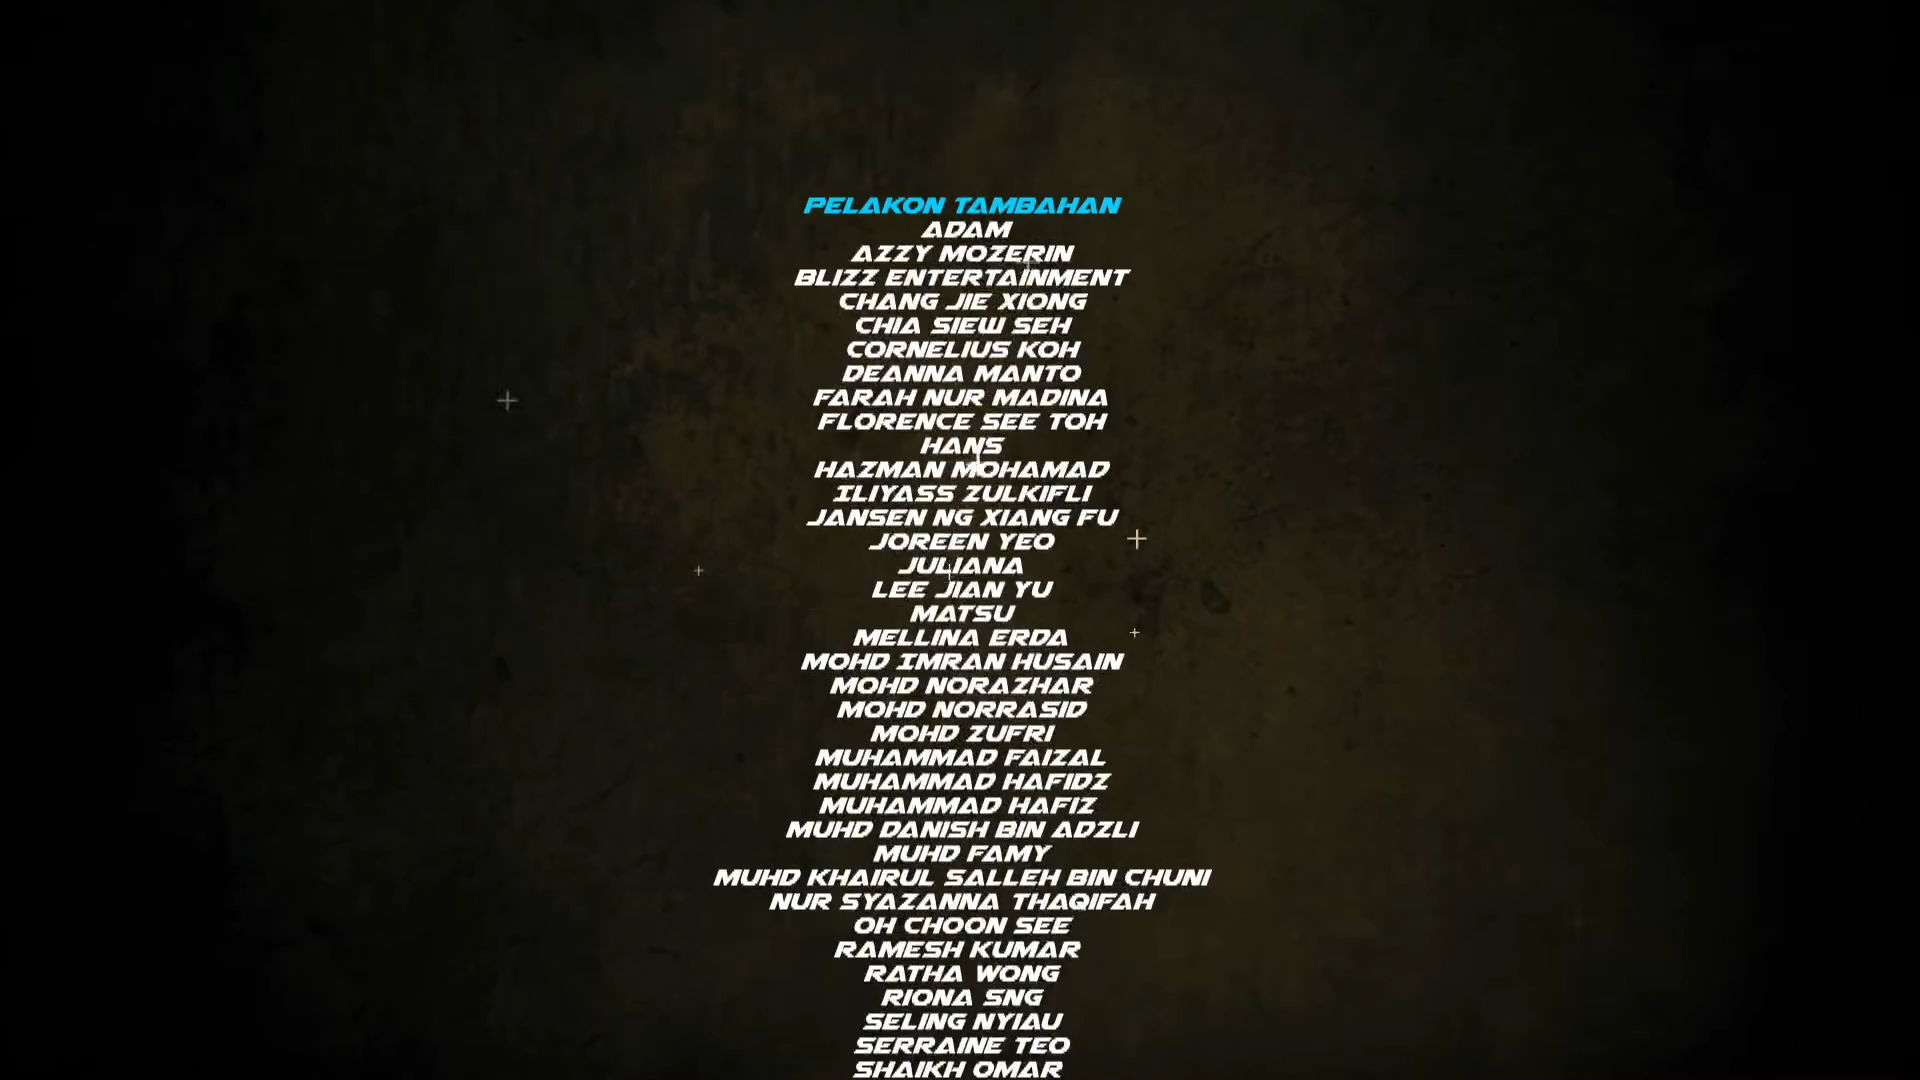 PELAKON TAMBAHAN
ADAM
AZZY MOZERIN
BLIZZ ENTERTAINMENT
CHANG JIE XIONG
CHIA SIEW SEH
CORNELIUS KOH
DEANNA MANTO
FARAH NUR MADINA
FLORENCE SEE TOH
HANS
HAZMAN MOHAMAD
ILIYASS ZULKIFLI
JANSEN NG XIANG FU
JOREEN YEO
JULIANA
LEE JIAN YU
MATSU
MELLINA ERDA
MOHD IMRAN HUSAIN
MOHD NORAZHAR
MOHD NORRASID
MOHD ZUFRI
MUHAMMAD FAIZAL
MUHAMMAD HAFIDZ
MUHAMMAD HAFIZ
MUHD DANISH BIN ADZLI
MUHD FAMY
MUHD KHAIRUL SALLEH BIN CHUNI
NUR SYAZANNA THAQIFAH
OH CHOON SEE
RAMESH KUMAR
RATHA WONG
RIONA SNG
SELING NYIAU
SERRAINE TEO
SHAIKH OMAR